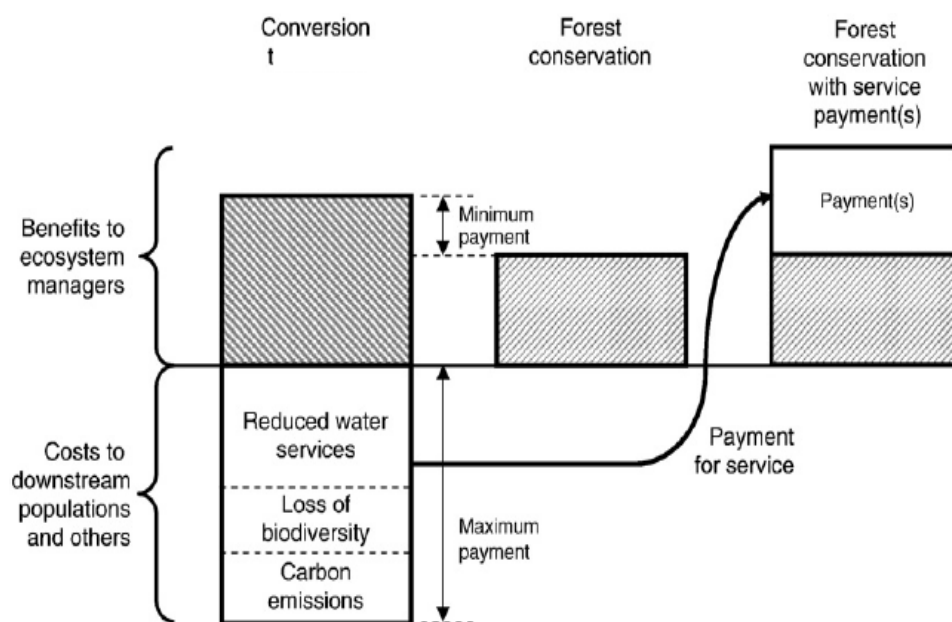 Conversion
t
Forest
conservation
Forest
conservation
with service
payment(s)
Benefits to
ecosystem
managers
Minimum
payment
Payment(s)
Costs to
downstream
populations
and others
Reduced water
services
Loss of
biodiversity
Carbon
emissions
Maximum
payment
Payment
for service